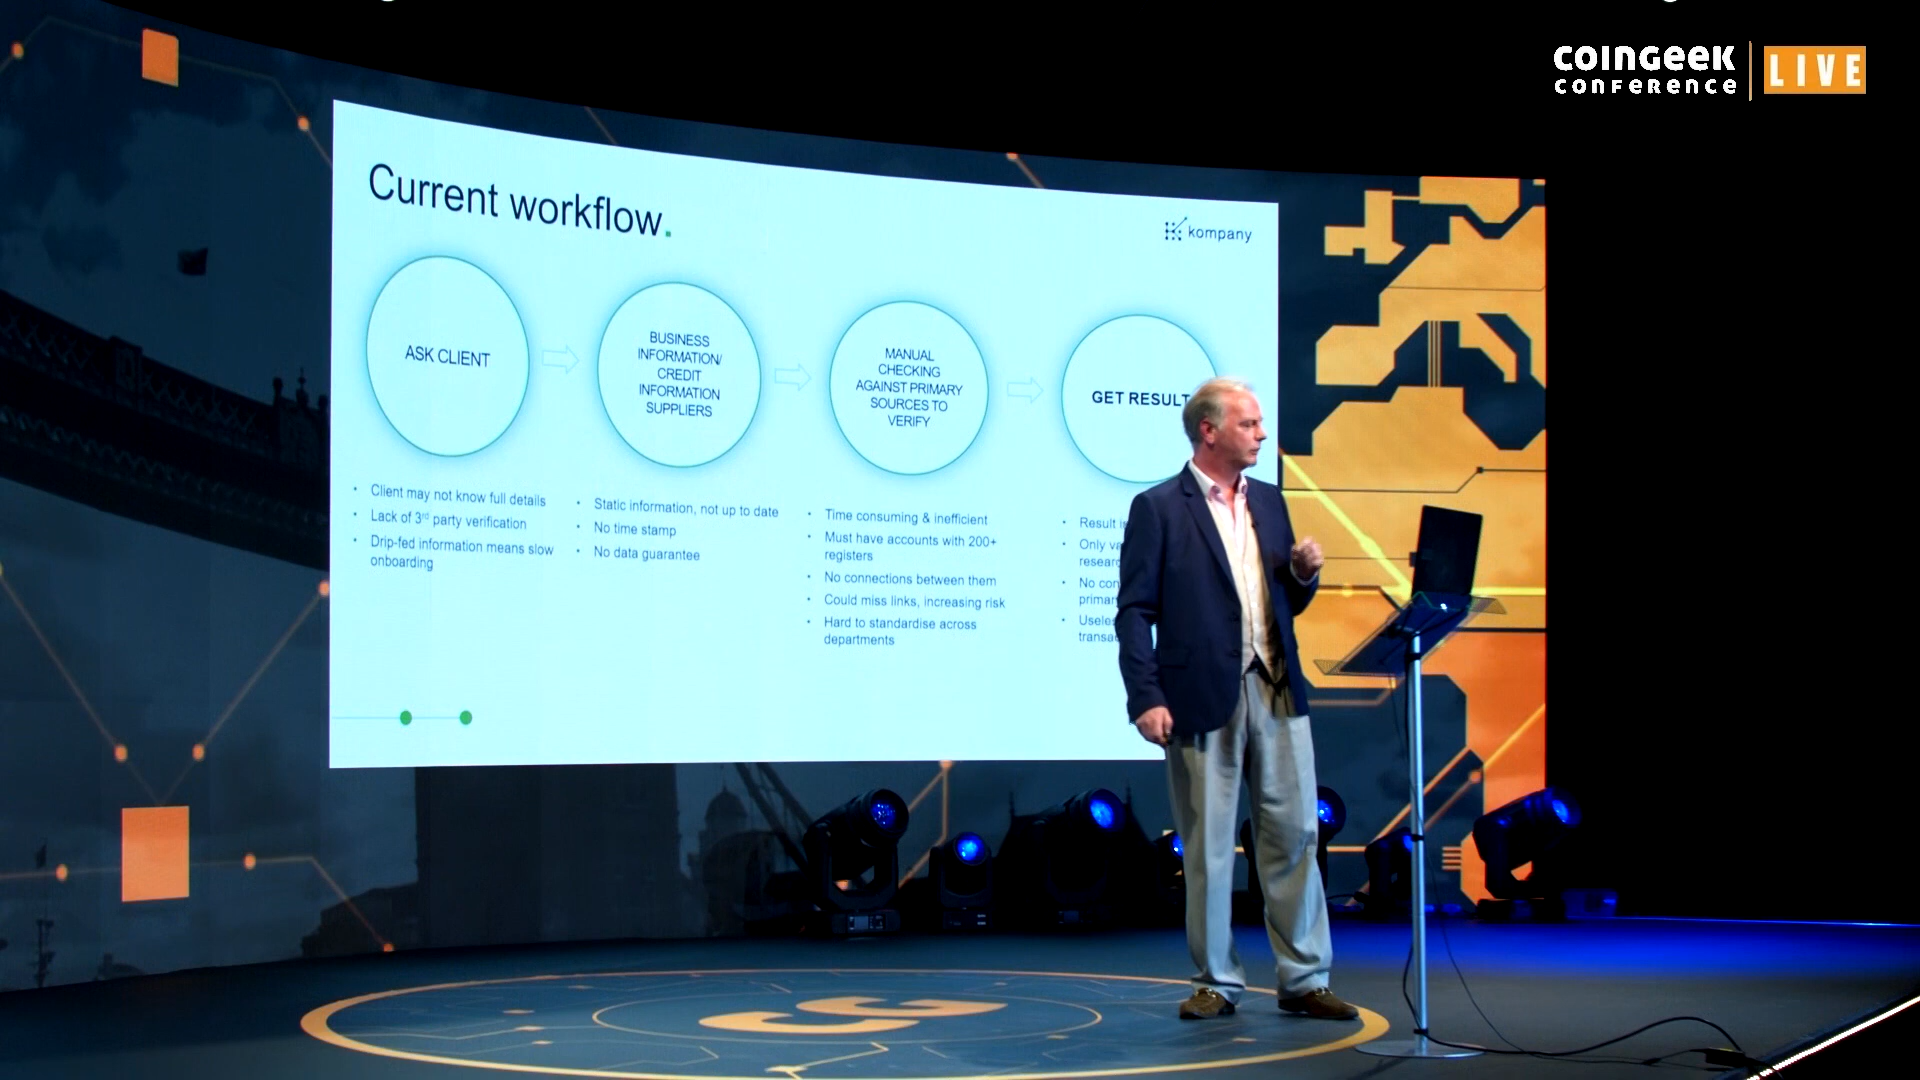 COINGEEK
CONFERENCE
LIVE
Current workflow.
kompany
ASK CLIENT
BUSINESS
INFORMATION/
CREDIT
INFORMATION
SUPPLIERS
MANUAL
CHECKING
AGAINST PRIMARY
SOURCES TO
VERIFY
GET RESULT
• Client may not know full details
• Lack of 3rd party verification
• Drip-fed information means slow
onboarding
• Static information, not up to date
• No time stamp
• No data guarantee
• Time consuming & inefficient
• Must have accounts with 200+
registers
• No connections between them
• Could miss links, increasing risk
• Hard to standardise across
departments
• Result
• Only
• No
CG